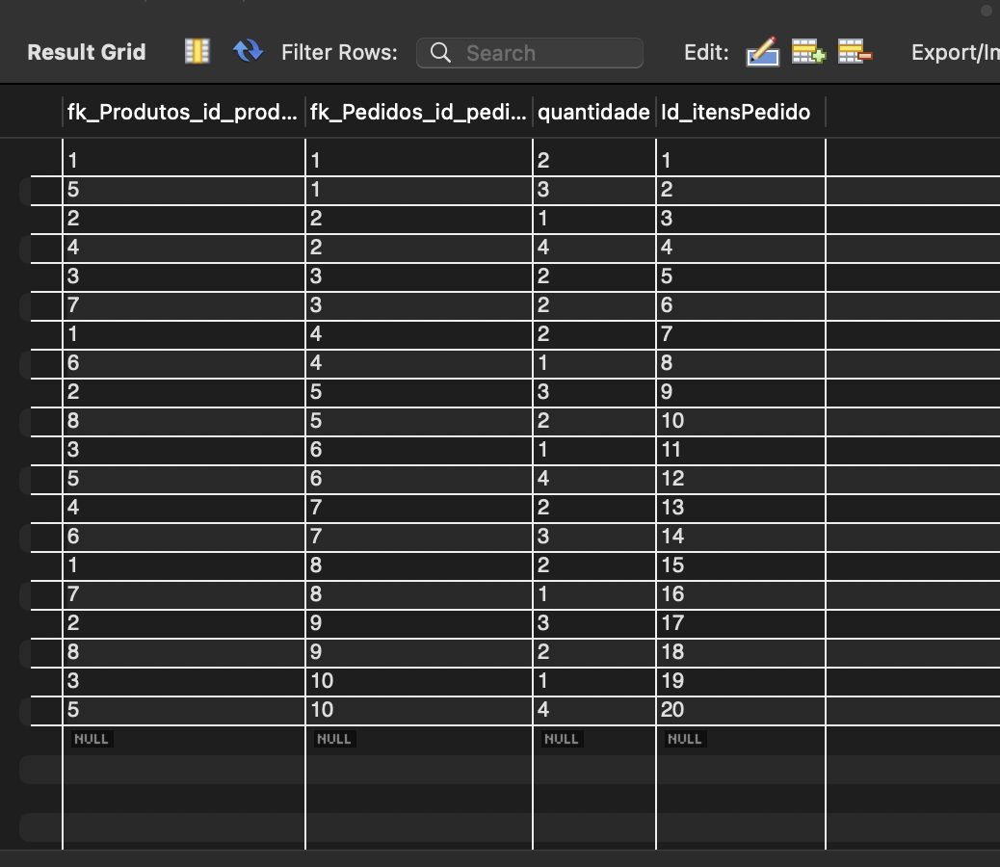 Result Grid Filter Rows: Search Edit: Export/Im
fk_Produtos_id_prod... fk_Pedidos_id_pedi... quantidade Id_itensPedido
1 1 2 1
5 1 3 2
2 2 1 3
4 2 4 4
3 3 2 5
7 3 2 6
1 4 2 7
6 4 1 8
2 5 3 9
8 5 2 10
3 6 1 11
5 6 4 12
4 7 2 13
6 7 3 14
1 8 2 15
7 8 1 16
2 9 3 17
8 9 2 18
3 10 1 19
5 10 4 20
NULL NULL NULL NULL